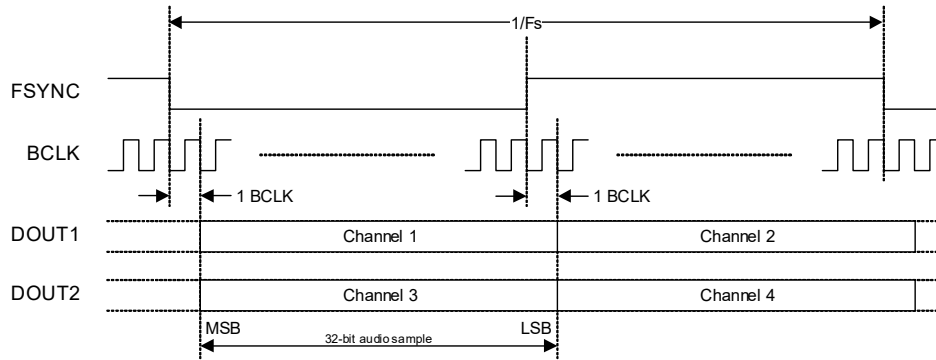 1/Fs
FSYNC
BCLK
1 BCLK 1 BCLK
DOUT1 Channel 1 Channel 2
DOUT2 Channel 3 Channel 4
MSB LSB
32-bit audio sample